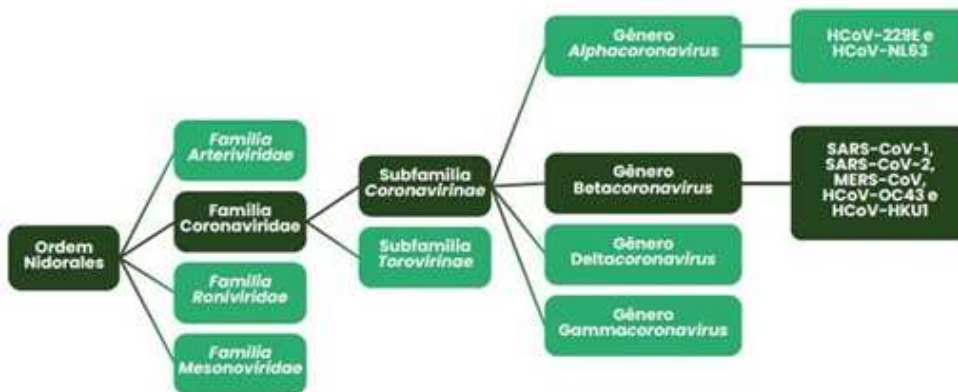 Ordem
Nidorales
Família
Arteriviridae
Família
Coronaviridae
Família
Roniviridae
Família
Mesonoviridae
Subfamília
Coronavirinae
Subfamília
Torovirinae
Gênero
Alphacoronavirus
Gênero
Betacoronavirus
Gênero
Deltacoronavirus
Gênero
Gammacoronavirus
HCoV-229E e
HCoV-NL63
SARS-CoV-1,
SARS-CoV-2,
MERS-CoV,
HCoV-OC43 e
HCoV-HKU1